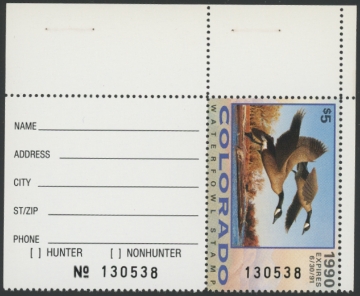 NAME
ADDRESS
CITY
ST/ZIP
PHONE
[ ] HUNTER [ ] NONHUNTER
№ 130538
COLORADO
WATERFOWL STAMP
$5
1990
EXPIRES
6/30/91
130538